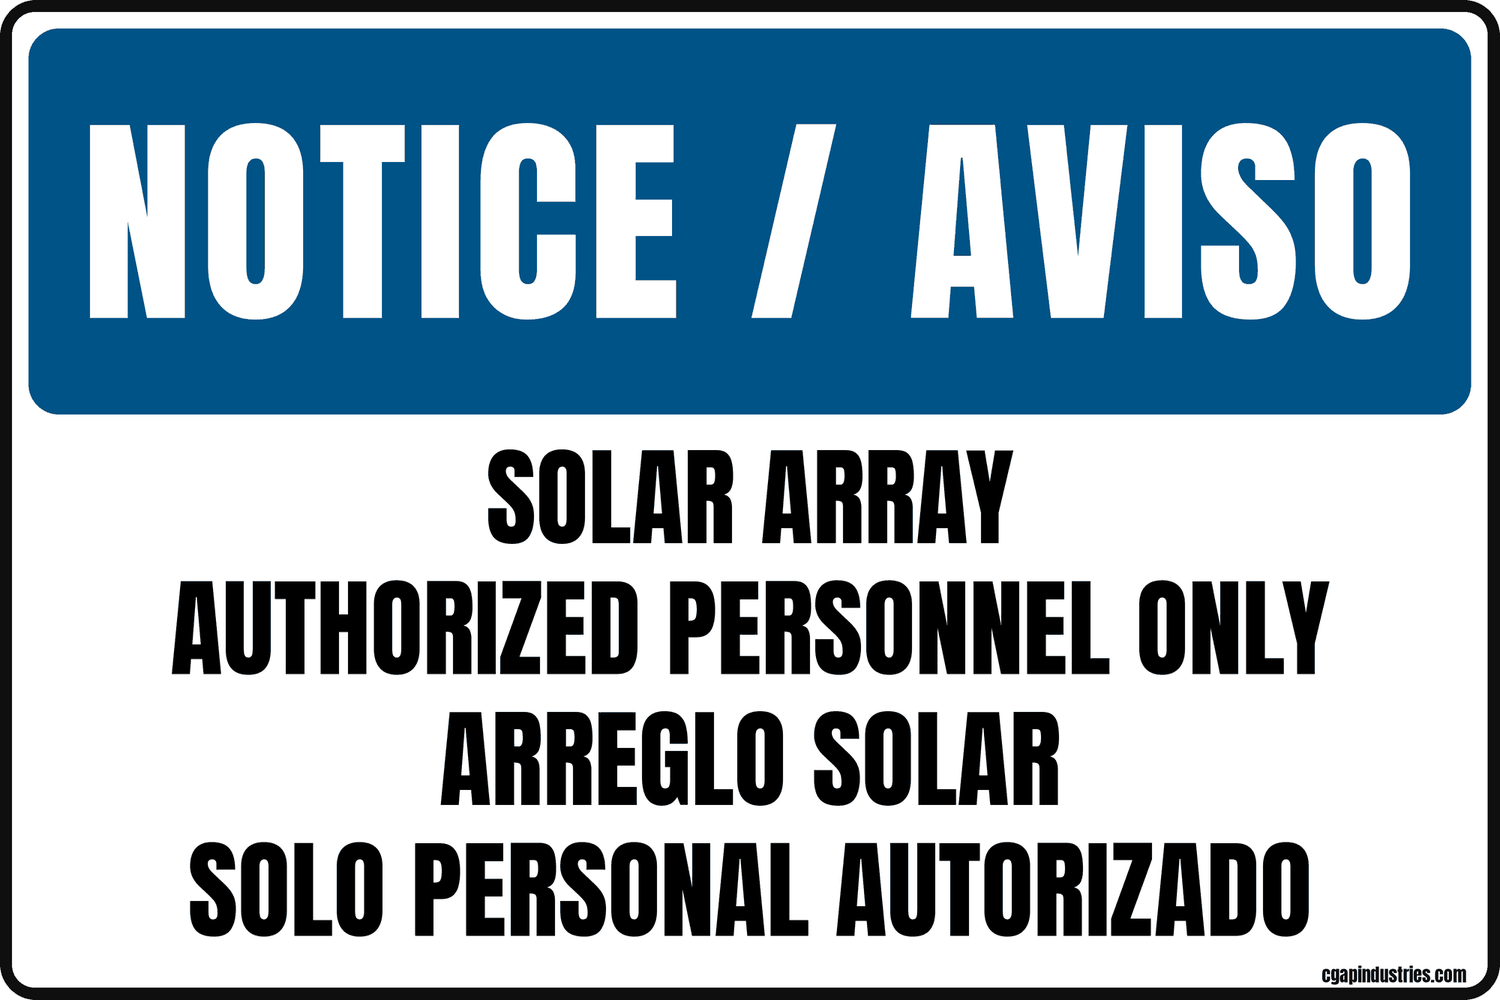 NOTICE / AVISO
SOLAR ARRAY
AUTHORIZED PERSONNEL ONLY
ARREGLO SOLAR
SOLO PERSONAL AUTORIZADO
cgapindustries.com